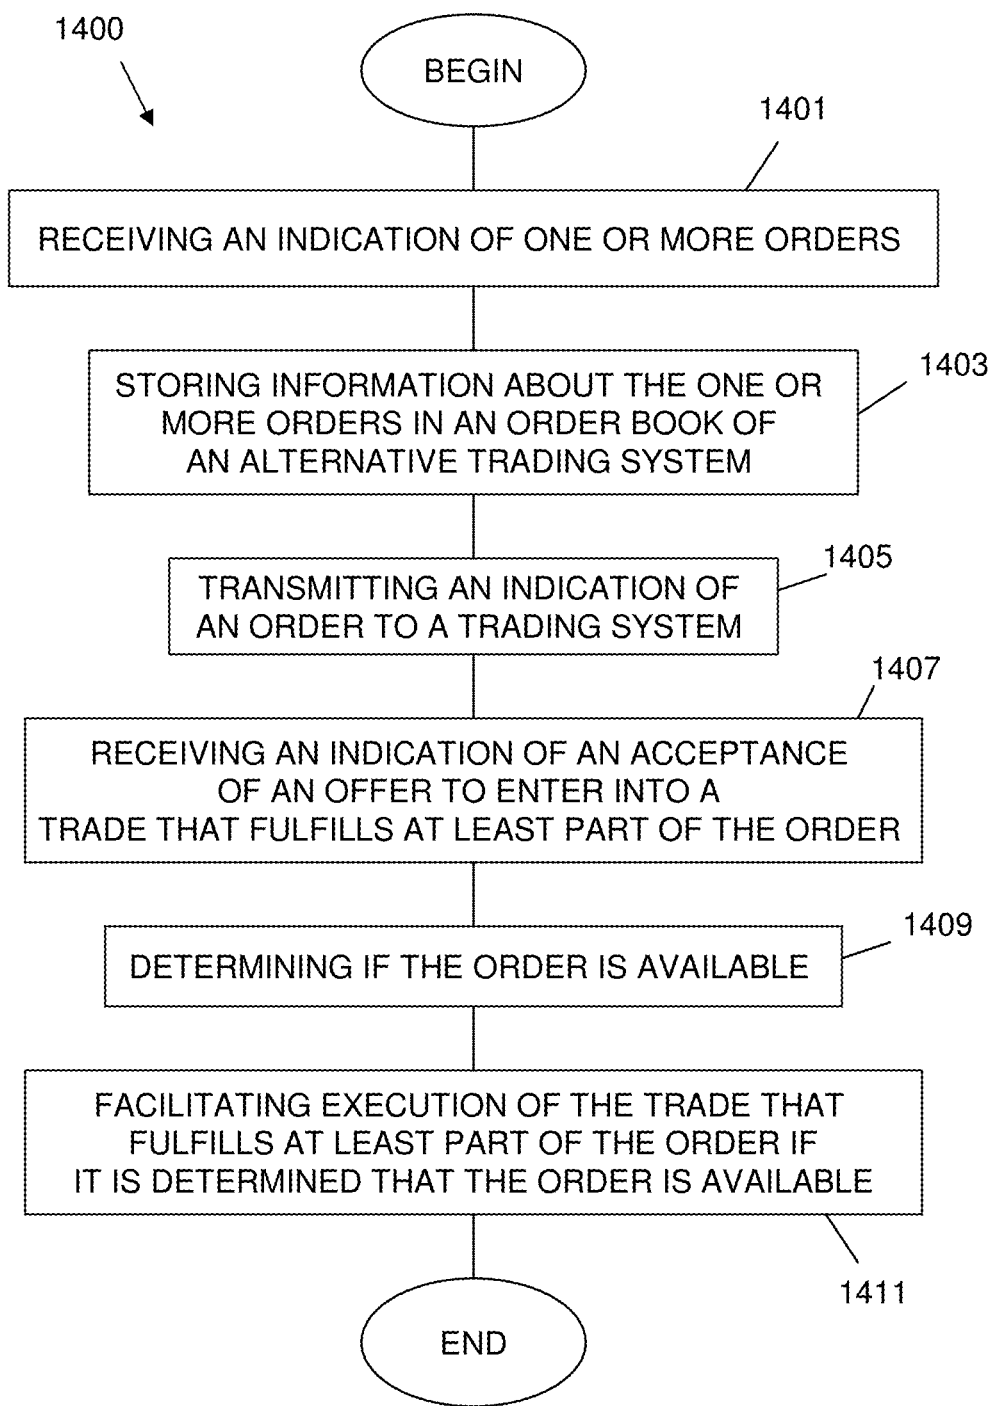 1400
BEGIN
1401
RECEIVING AN INDICATION OF ONE OR MORE ORDERS
1403
STORING INFORMATION ABOUT THE ONE OR
MORE ORDERS IN AN ORDER BOOK OF
AN ALTERNATIVE TRADING SYSTEM
1405
TRANSMITTING AN INDICATION OF
AN ORDER TO A TRADING SYSTEM
1407
RECEIVING AN INDICATION OF AN ACCEPTANCE
OF AN OFFER TO ENTER INTO A
TRADE THAT FULFILLS AT LEAST PART OF THE ORDER
1409
DETERMINING IF THE ORDER IS AVAILABLE
FACILITATING EXECUTION OF THE TRADE THAT
FULFILLS AT LEAST PART OF THE ORDER IF
IT IS DETERMINED THAT THE ORDER IS AVAILABLE
1411
END